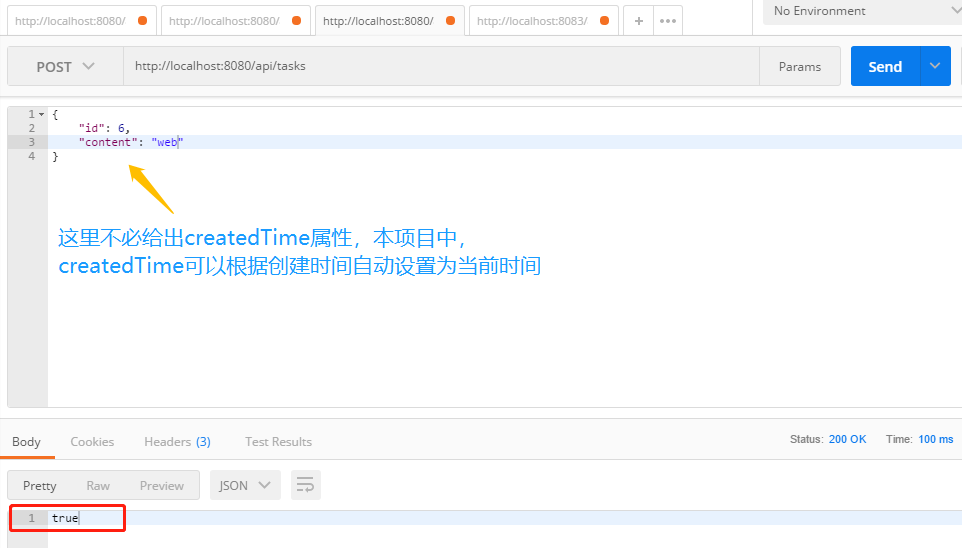 http://localhost:8080/ http://localhost:8080/ http://localhost:8080/ http://localhost:8083/ + ••• No Environment
POST http://localhost:8080/api/tasks Params Send
1 {
2 "id": 6,
3 "content": "web"
4 }
这里不必给出createdTime属性，本项目中，
createdTime可以根据创建时间自动设置为当前时间
Body Cookies Headers (3) Test Results Status: 200 OK Time: 100 ms
Pretty Raw Preview JSON
1 true